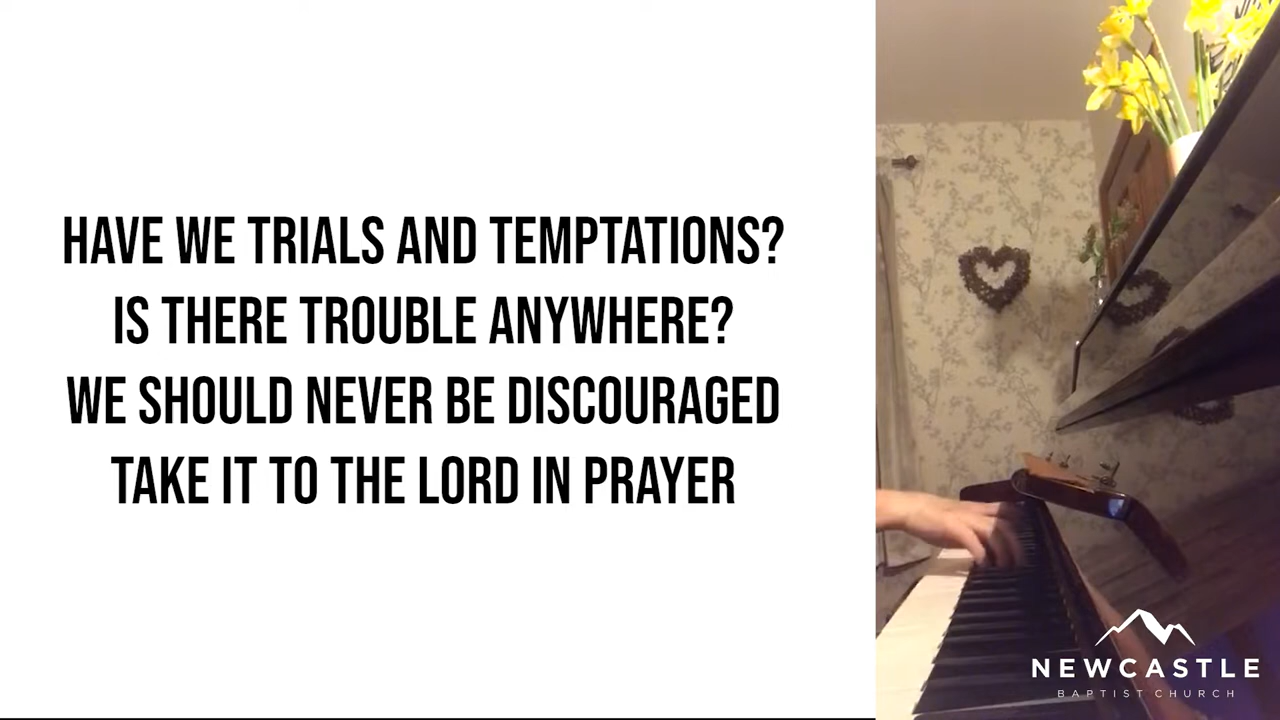 HAVE WE TRIALS AND TEMPTATIONS?
IS THERE TROUBLE ANYWHERE?
WE SHOULD NEVER BE DISCOURAGED
TAKE IT TO THE LORD IN PRAYER
NEWCASTLE
BAPTIST CHURCH